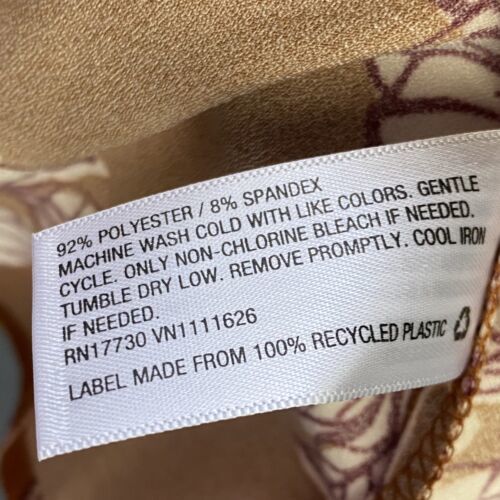 92% POLYESTER / 8% SPANDEX
MACHINE WASH COLD WITH LIKE COLORS. GENTLE
CYCLE. ONLY NON-CHLORINE BLEACH IF NEEDED.
TUMBLE DRY LOW. REMOVE PROMPTLY. COOL IRON
IF NEEDED.
RN17730 VN1111626
LABEL MADE FROM 100% RECYCLED PLASTIC